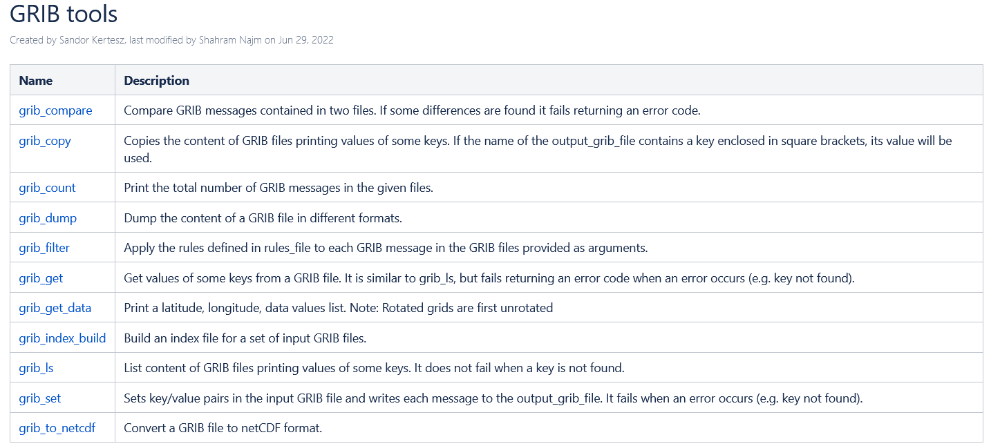 GRIB tools
Created by Sandor Kertesz, last modified by Shahram Najm on Jun 29, 2022
Name Description
grib_compare Compare GRIB messages contained in two files. If some differences are found it fails returning an error code.
grib_copy Copies the content of GRIB files printing values of some keys. If the name of the output_grib_file contains a key enclosed in square brackets, its value will be
used.
grib_count Print the total number of GRIB messages in the given files.
grib_dump Dump the content of a GRIB file in different formats.
grib_filter Apply the rules defined in rules_file to each GRIB message in the GRIB files provided as arguments.
grib_get Get values of some keys from a GRIB file. It is similar to grib_ls, but fails returning an error code when an error occurs (e.g. key not found).
grib_get_data Print a latitude, longitude, data values list. Note: Rotated grids are first unrotated
grib_index_build Build an index file for a set of input GRIB files.
grib_ls List content of GRIB files printing values of some keys. It does not fail when a key is not found.
grib_set Sets key/value pairs in the input GRIB file and writes each message to the output_grib_file. It fails when an error occurs (e.g. key not found).
grib_to_netcdf Convert a GRIB file to netCDF format.